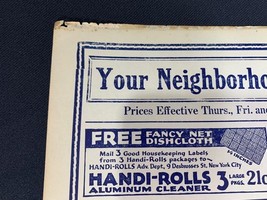 Your Neighborho
Prices Effective Thurs., Fri. and
FREE FANCY NET DISHCLOTH
14 INCHES
Mail 3 Good Housekeeping Labels
from 3 Handi-Rolls packages to
HANDI-ROLLS Adv. Dept, 9 Desbrosses St. New York City
HANDI-ROLLS 3 LARGE PKGS. 21c
ALUMINUM CLEANER